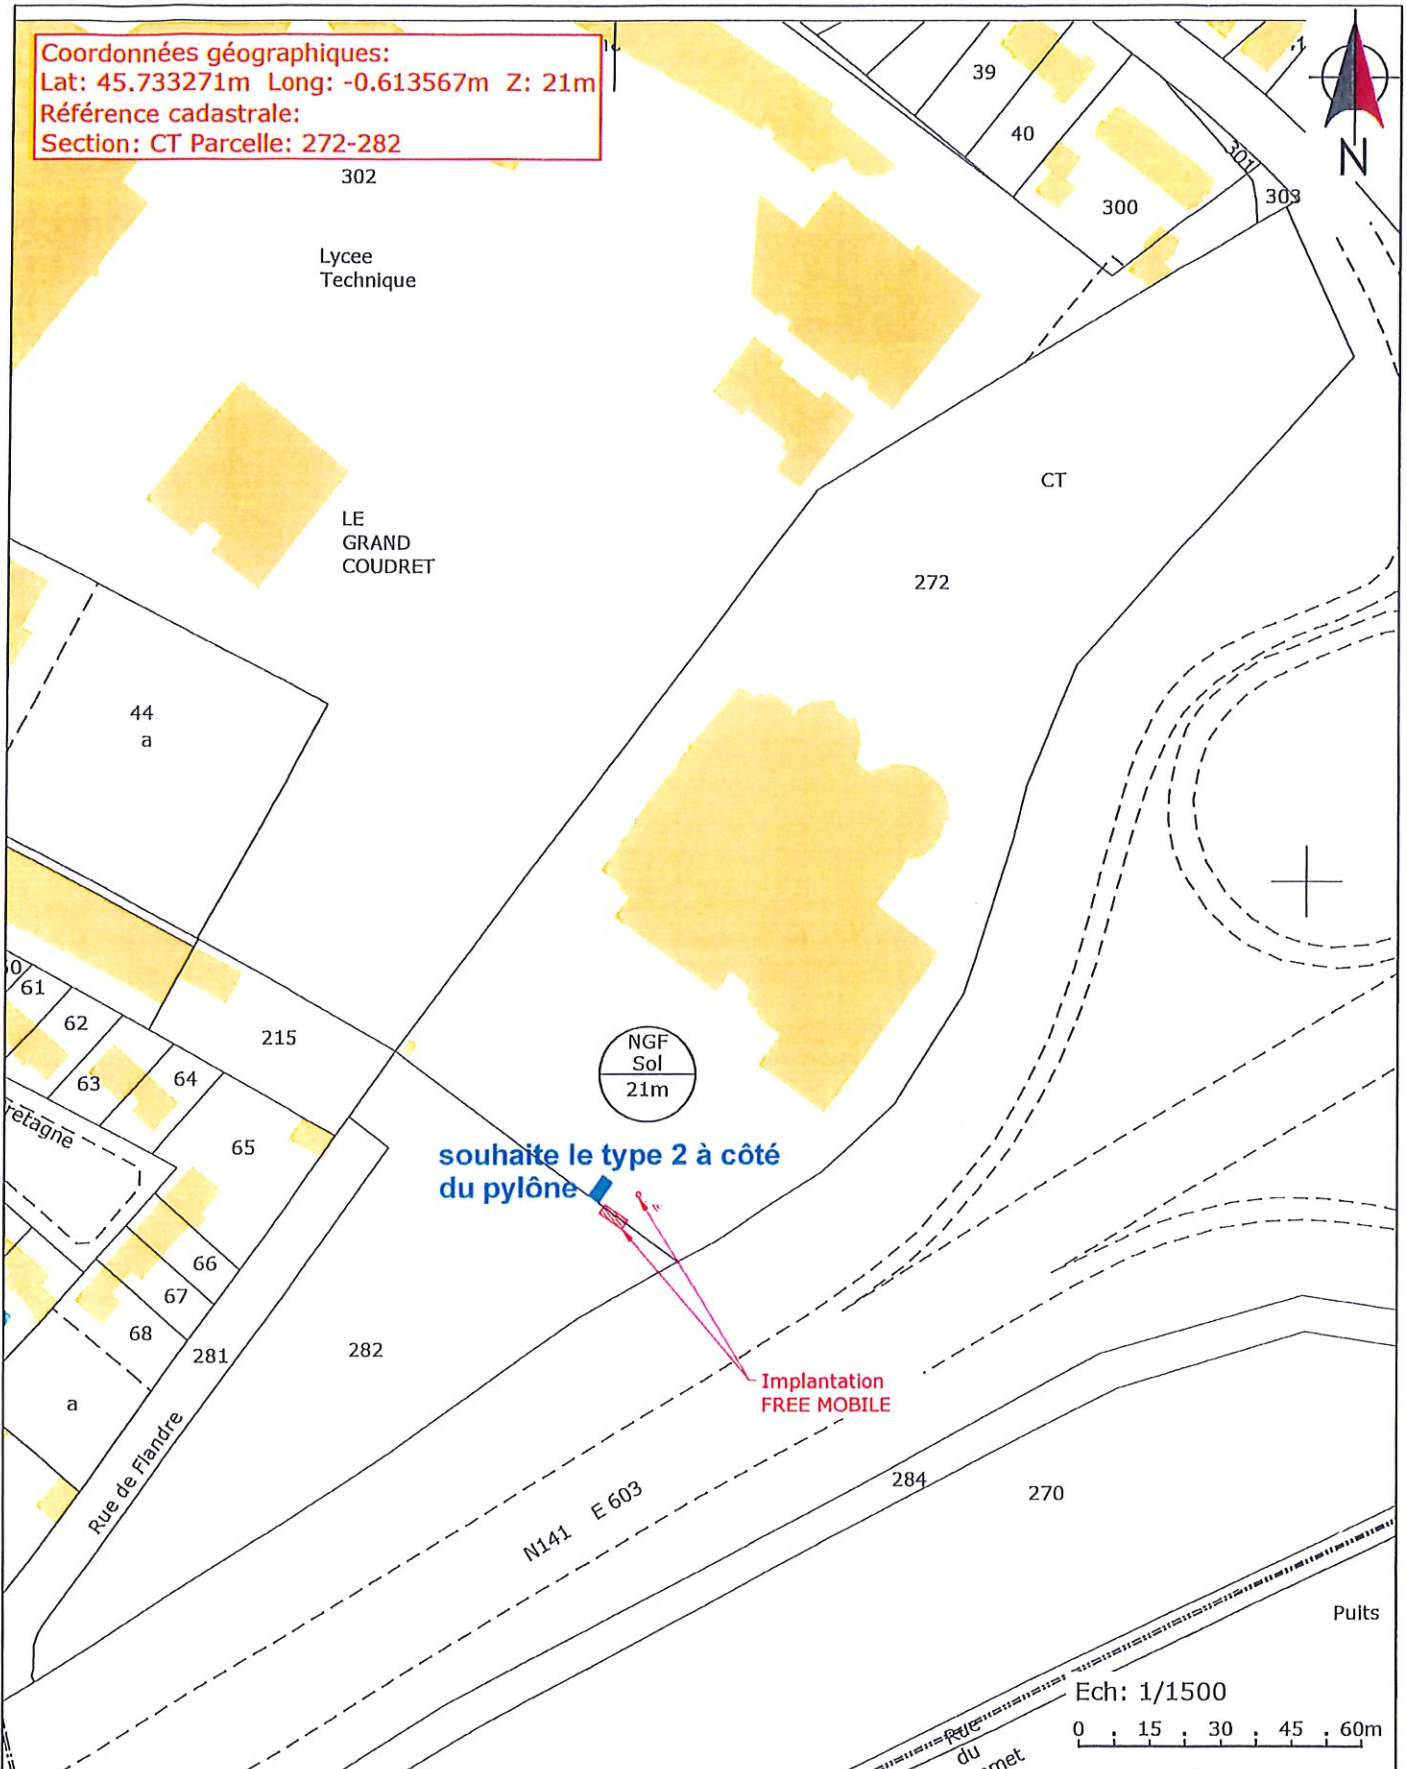 Coordonnées géographiques:
Lat: 45.733271m Long: -0.613567m Z: 21m
Référence cadastrale:
Section: CT Parcelle: 272-282
302
39
40
300
301
303
N
Lycee
Technique
CT
LE
GRAND
COUDRET
272
44
a
61
62
215
63
64
NGF
Sol
21m
65
souhaite le type 2 à côté
du pylône
66
67
68
281
282
a
Implantation
FREE MOBILE
Rue de Flandre
N141 E 603
284
270
Puits
Ech: 1/1500
0 15 30 45 60m
Rue
du